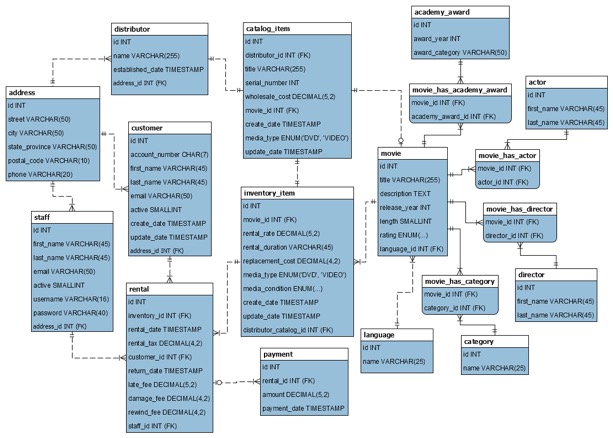 distributor
id INT
name VARCHAR(255)
established_date TIMESTAMP
address_id INT (FK)
catalog_item
id INT
distributor_id INT (FK)
title VARCHAR(255)
serial_number INT
wholesale_cost DECIMAL(5,2)
movie_id INT (FK)
create_date TIMESTAMP
media_type ENUM('DVD', 'VIDEO')
update_date TIMESTAMP
academy_award
id INT
award_year INT
award_category VARCHAR(50)
actor
id INT
first_name VARCHAR(45)
last_name VARCHAR(45)
address
id INT
street VARCHAR(50)
city VARCHAR(50)
state_province VARCHAR(50)
postal_code VARCHAR(10)
phone VARCHAR(20)
customer
id INT
account_number CHAR(7)
first_name VARCHAR(45)
last_name VARCHAR(45)
email VARCHAR(50)
active SMALLINT
create_date TIMESTAMP
update_date TIMESTAMP
address_id INT (FK)
movie_has_academy_award
movie_id INT (FK)
academy_award_id INT (FK)
movie
id INT
title VARCHAR(255)
description TEXT
release_year INT
length SMALLINT
rating ENUM(...)
language_id INT (FK)
movie_has_actor
movie_id INT (FK)
actor_id INT (FK)
inventory_item
id INT
movie_id INT (FK)
rental_rate DECIMAL(5,2)
rental_duration VARCHAR(45)
replacement_cost DECIMAL(4,2)
media_type ENUM('DVD', 'VIDEO')
media_condition ENUM(...)
create_date TIMESTAMP
update_date TIMESTAMP
distributor_catalog_id INT (FK)
movie_has_director
movie_id INT (FK)
director_id INT (FK)
staff
id INT
first_name VARCHAR(45)
last_name VARCHAR(45)
email VARCHAR(50)
active SMALLINT
username VARCHAR(16)
password VARCHAR(40)
address_id INT (FK)
rental
id INT
inventory_id INT (FK)
rental_date TIMESTAMP
rental_tax DECIMAL(4,2)
customer_id INT (FK)
return_date TIMESTAMP
late_fee DECIMAL(5,2)
damage_fee DECIMAL(4,2)
rewind_fee DECIMAL(4,2)
staff_id INT (FK)
movie_has_category
movie_id INT (FK)
category_id INT (FK)
director
id INT
first_name VARCHAR(45)
last_name VARCHAR(45)
payment
id INT
rental_id INT (FK)
amount DECIMAL(5,2)
payment_date TIMESTAMP
language
id INT
name VARCHAR(25)
category
id INT
name VARCHAR(25)